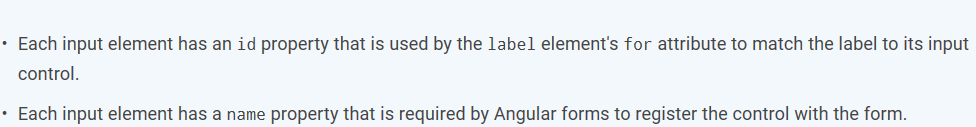 • Each input element has an id property that is used by the label element's for attribute to match the label to its input
control.
• Each input element has a name property that is required by Angular forms to register the control with the form.